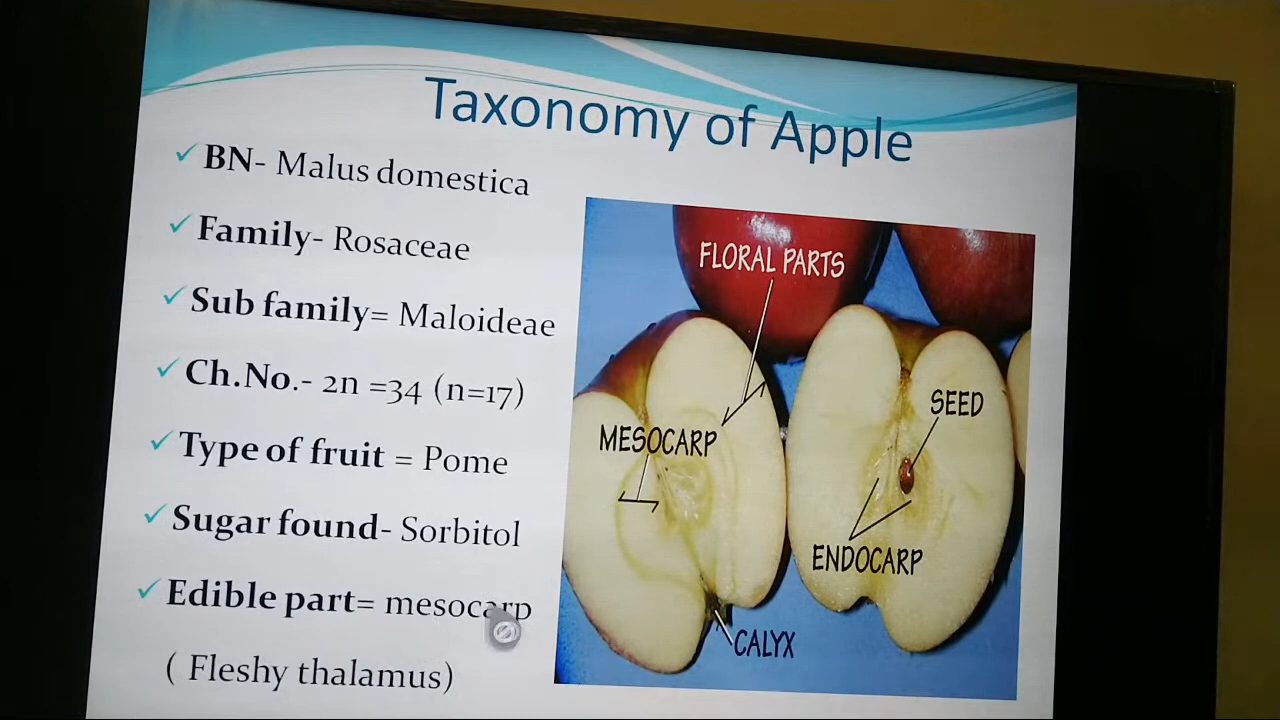 Taxonomy of Apple
BN- Malus domestica
Family- Rosaceae
Sub family= Maloideae
Ch.No.- 2n =34 (n=17)
Type of fruit = Pome
Sugar found- Sorbitol
Edible part= mesocarp
( Fleshy thalamus)
FLORAL PARTS
MESOCARP
SEED
ENDOCARP
CALYX